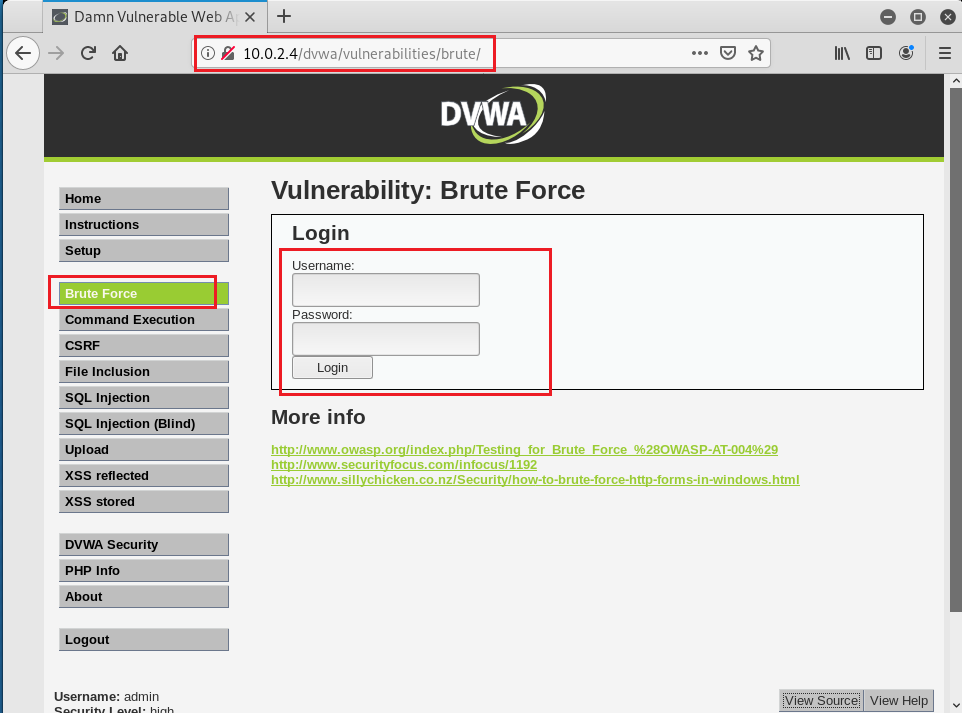 Damn Vulnerable Web A
10.0.2.4/dvwa/vulnerabilities/brute/
DVWA
Home
Instructions
Setup
Brute Force
Command Execution
CSRF
File Inclusion
SQL Injection
SQL Injection (Blind)
Upload
XSS reflected
XSS stored
DVWA Security
PHP Info
About
Logout
Vulnerability: Brute Force
Login
Username:
Password:
Login
More info
http://www.owasp.org/index.php/Testing_for_Brute_Force_%28OWASP-AT-004%29
http://www.securityfocus.com/infocus/1192
http://www.sillychicken.co.nz/Security/how-to-brute-force-http-forms-in-windows.html
Username: admin
Security Level: high
View Source View Help